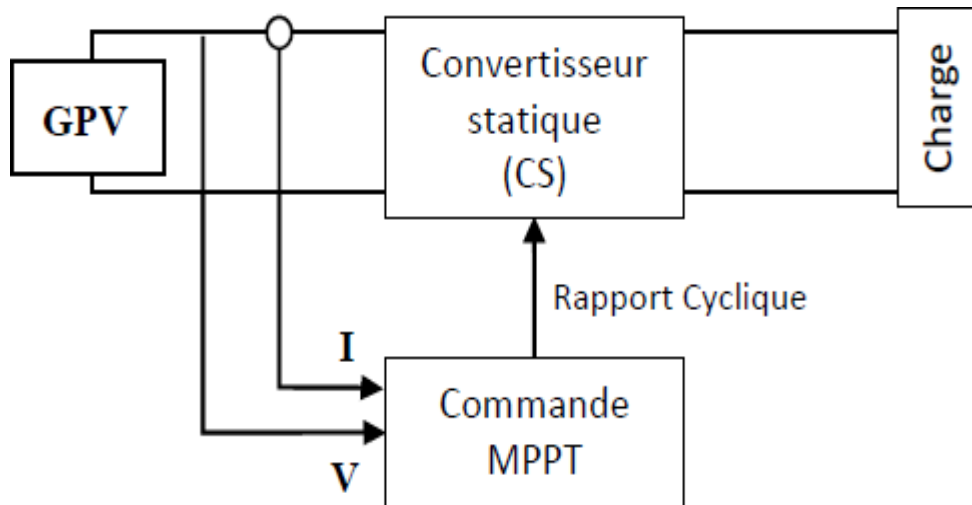 GPV
Convertisseur
statique
(CS)
Charge
Rapport Cyclique
I
V
Commande
MPPT